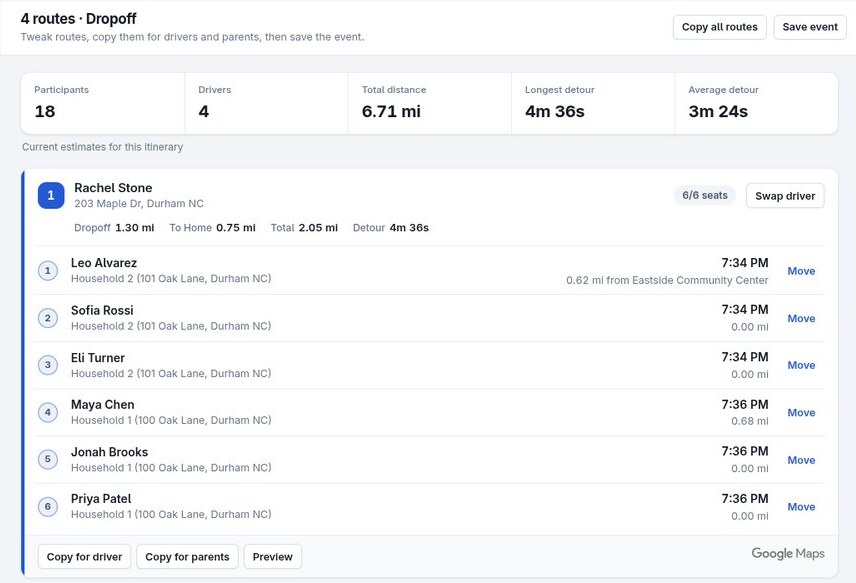 4 routes · Dropoff
Tweak routes, copy them for drivers and parents, then save the event.
Copy all routes
Save event
Participants
18
Drivers
4
Total distance
6.71 mi
Longest detour
4m 36s
Average detour
3m 24s
Current estimates for this itinerary
1
Rachel Stone
203 Maple Dr, Durham NC
6/6 seats
Swap driver
Dropoff 1.30 mi To Home 0.75 mi Total 2.05 mi Detour 4m 36s
1
Leo Alvarez
Household 2 (101 Oak Lane, Durham NC)
7:34 PM
0.62 mi from Eastside Community Center
Move
2
Sofia Rossi
Household 2 (101 Oak Lane, Durham NC)
7:34 PM
0.00 mi
Move
3
Eli Turner
Household 2 (101 Oak Lane, Durham NC)
7:34 PM
0.00 mi
Move
4
Maya Chen
Household 1 (100 Oak Lane, Durham NC)
7:36 PM
0.68 mi
Move
5
Jonah Brooks
Household 1 (100 Oak Lane, Durham NC)
7:36 PM
0.00 mi
Move
6
Priya Patel
Household 1 (100 Oak Lane, Durham NC)
7:36 PM
0.00 mi
Move
Copy for driver
Copy for parents
Preview
Google Maps